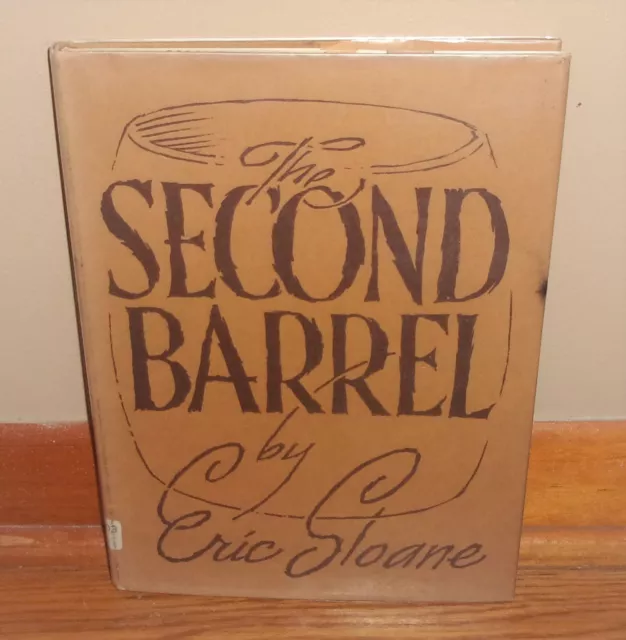 The
SECOND
BARREL
by
Eric Sloane